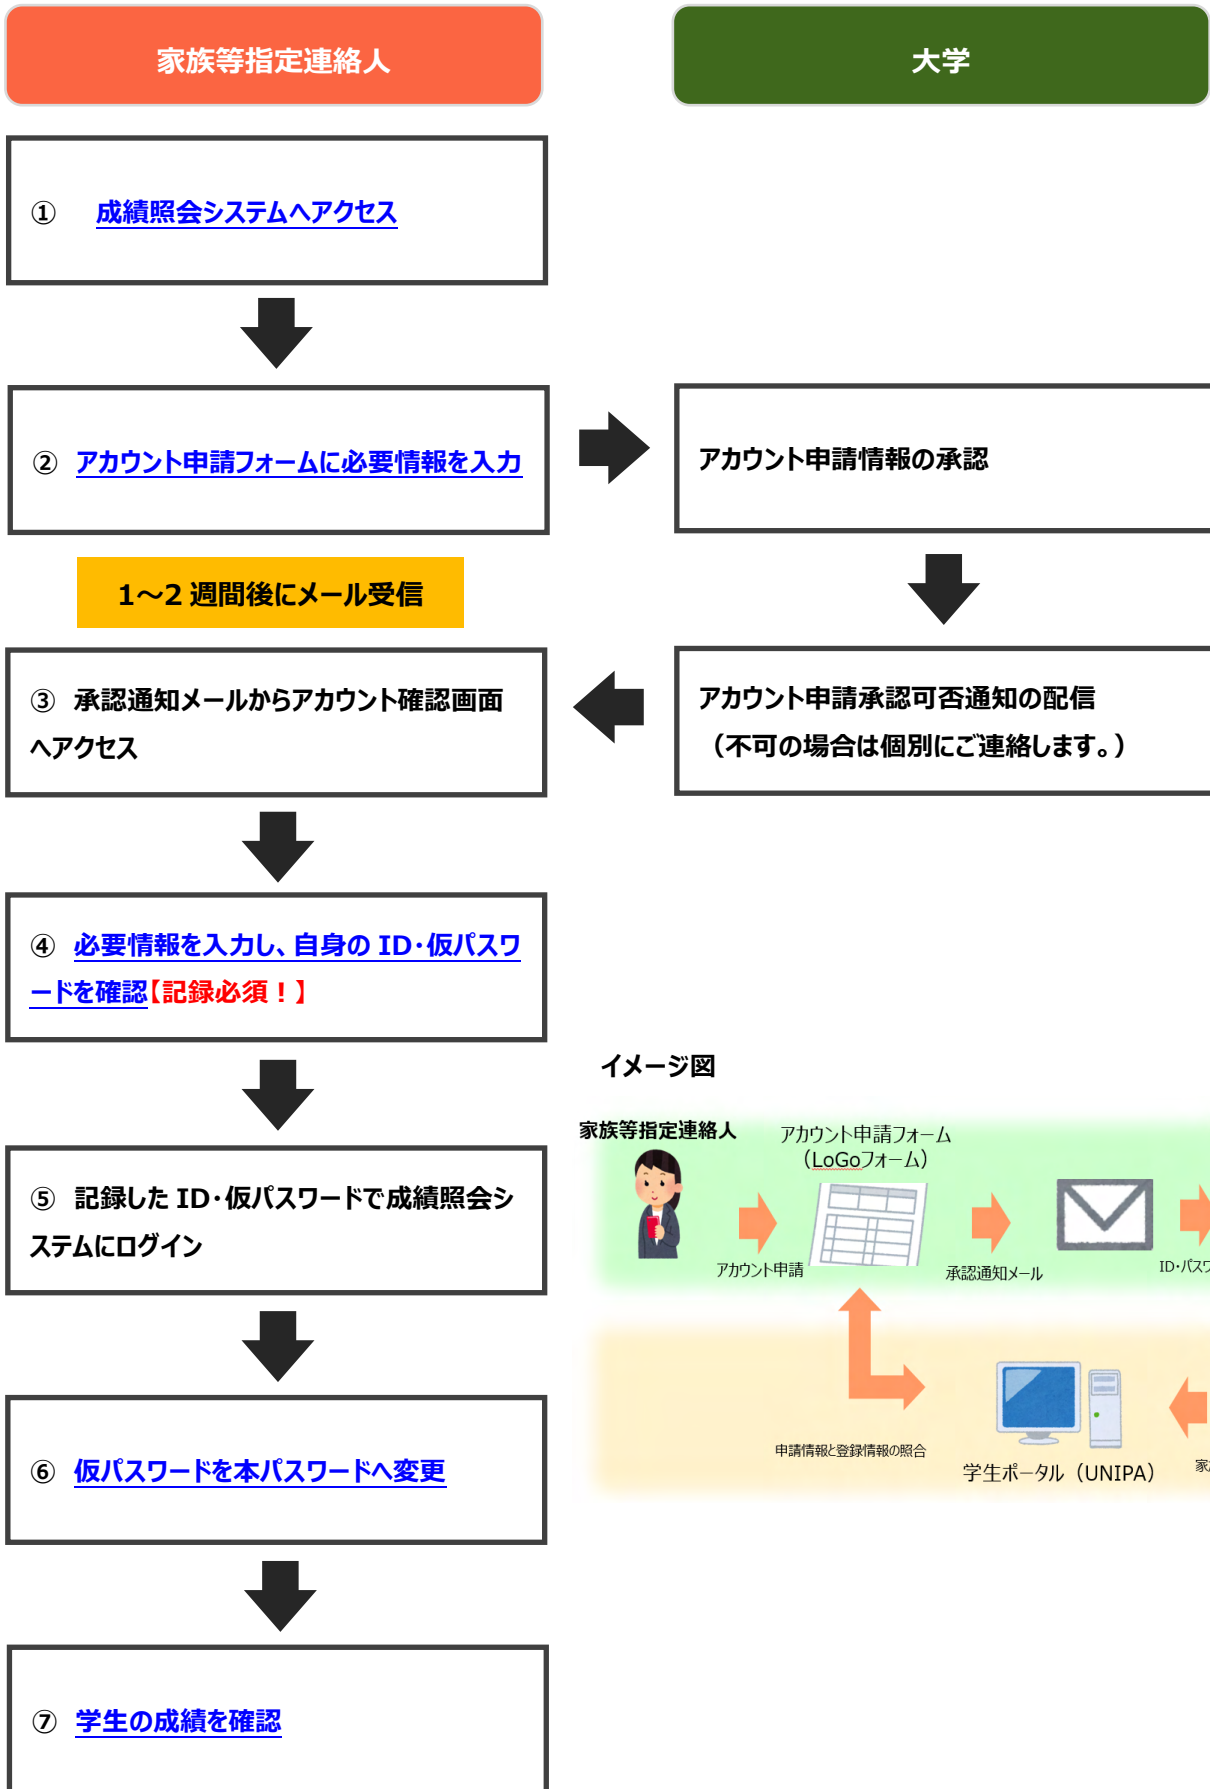 家族等指定連絡人
大学
① 成績照会システムへアクセス
② アカウント申請フォームに必要情報を入力
アカウント申請情報の承認
1～2 週間後にメール受信
③ 承認通知メールからアカウント確認画面
へアクセス
アカウント申請承認可否通知の配信
（不可の場合は個別にご連絡します。）
④ 必要情報を入力し、自身の ID・仮パスワ
ードを確認【記録必須！】
⑤ 記録した ID・仮パスワードで成績照会シ
ステムにログイン
⑥ 仮パスワードを本パスワードへ変更
⑦ 学生の成績を確認
イメージ図
家族等指定連絡人
アカウント申請フォーム
（LoGoフォーム）
アカウント申請
承認通知メール
ID・パスワ
申請情報と登録情報の照合
学生ポータル（UNIPA）